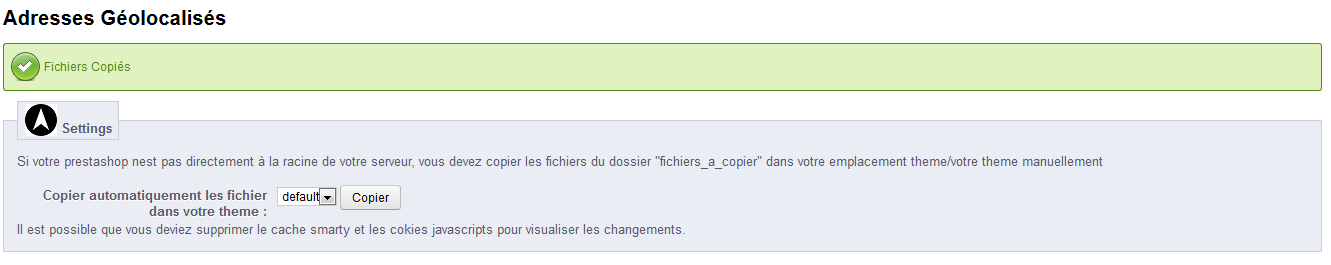 Adresses Géolocalisés
Fichiers Copiés
Settings
Si votre prestashop nest pas directement à la racine de votre serveur, vous devez copier les fichiers du dossier "fichiers_a_copier" dans votre emplacement theme/votre theme manuellement
Copier automatiquement les fichier
dans votre theme :
default
Copier
Il est possible que vous deviez supprimer le cache smarty et les cokies javascripts pour visualiser les changements.